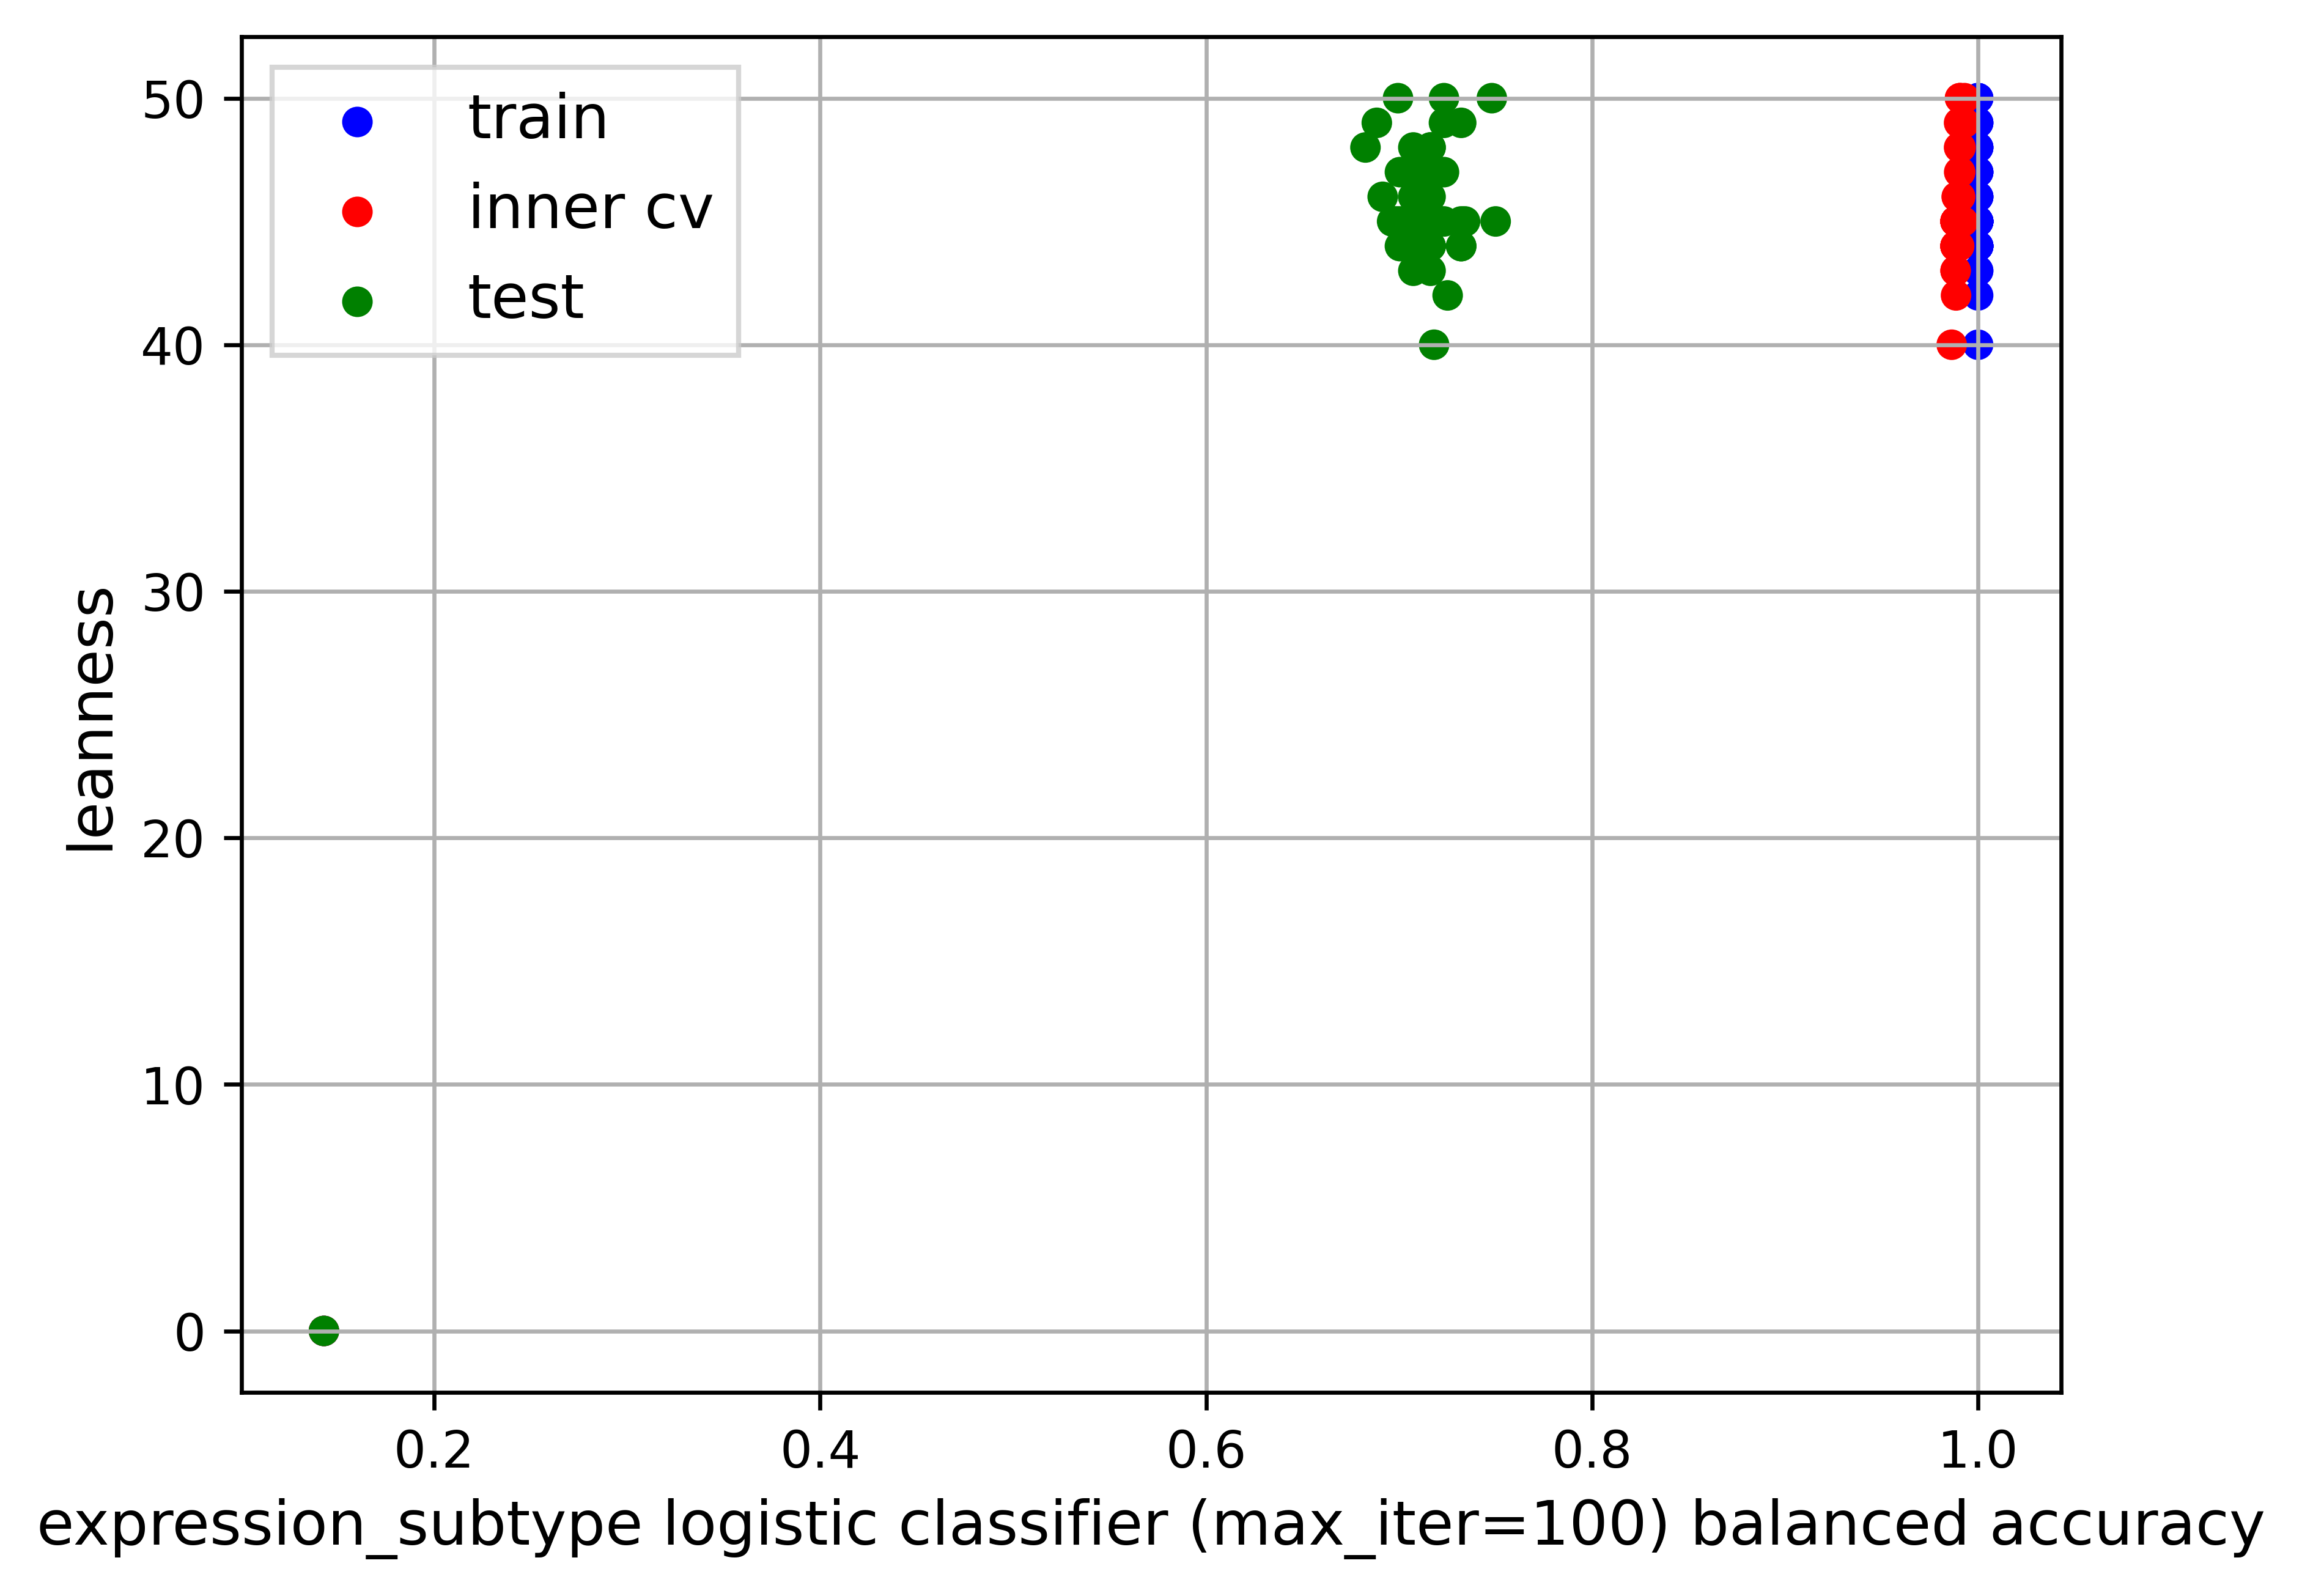 train
inner cv
test
50
40
30
20
10
0
leanness
0.2 0.4 0.6 0.8 1.0
expression_subtype logistic classifier (max_iter=100) balanced accuracy